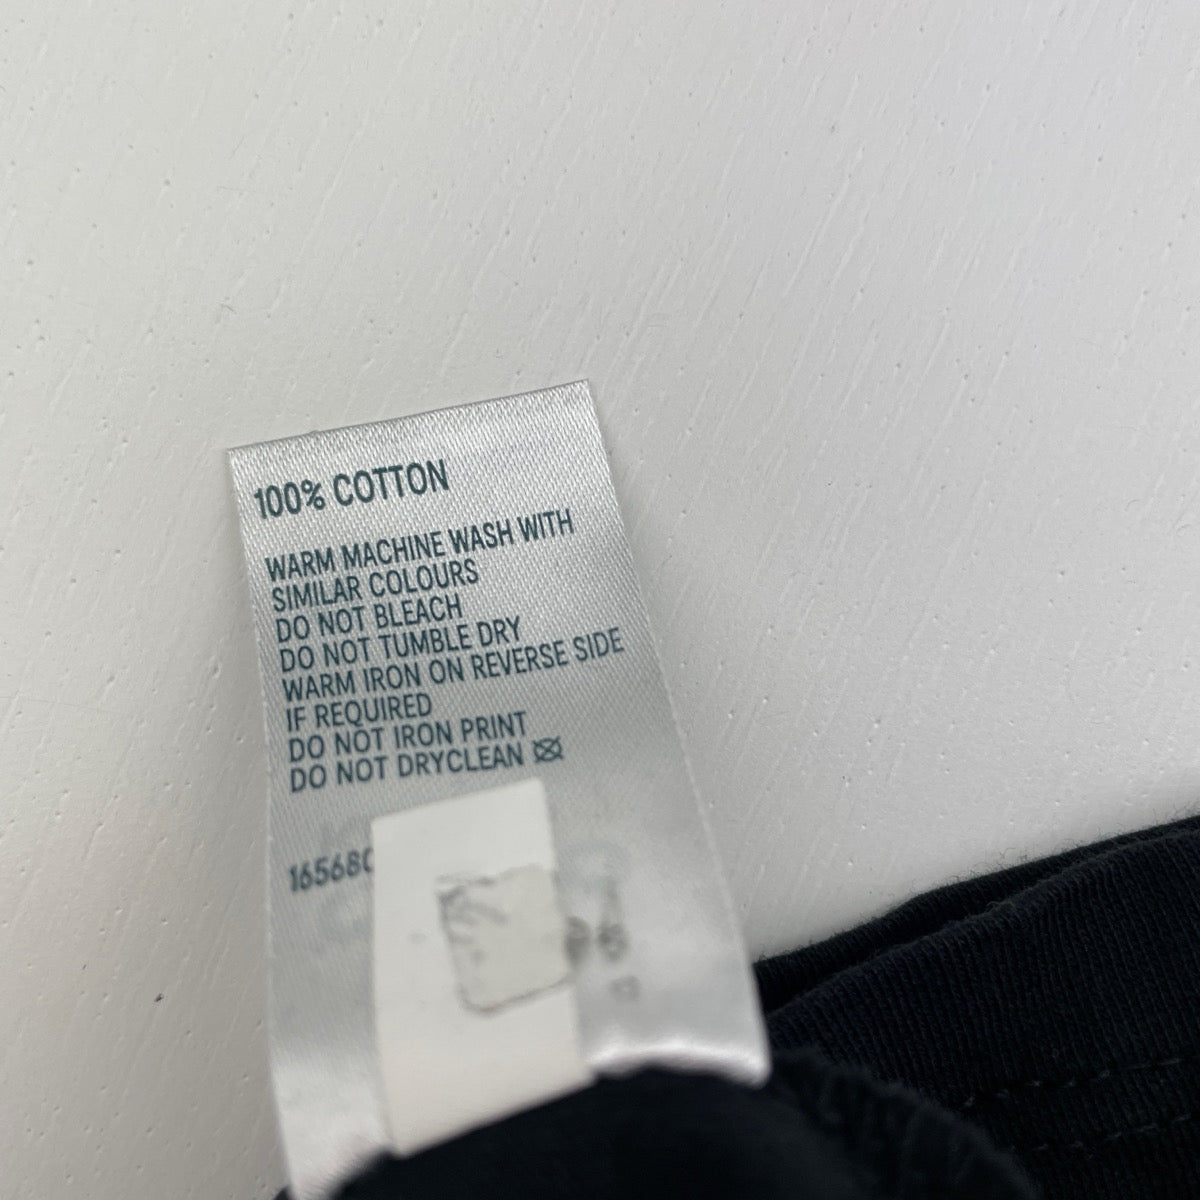 100% COTTON
WARM MACHINE WASH WITH
SIMILAR COLOURS
DO NOT BLEACH
DO NOT TUMBLE DRY
WARM IRON ON REVERSE SIDE
IF REQUIRED
DO NOT IRON PRINT
DO NOT DRYCLEAN